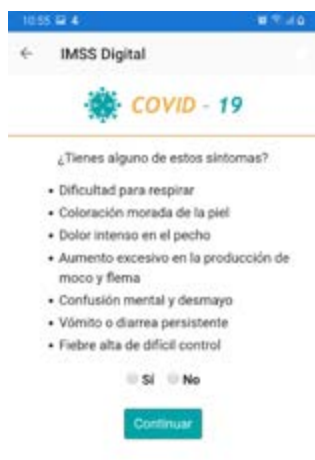 10:55 4
IMSS Digital
COVID - 19
¿Tienes alguno de estos síntomas?
• Dificultad para respirar
• Coloración morada de la piel
• Dolor intenso en el pecho
• Aumento excesivo en la producción de
moco y flema
• Confusión mental y desmayo
• Vómito o diarrea persistente
• Fiebre alta de difícil control
Sí No
Continuar